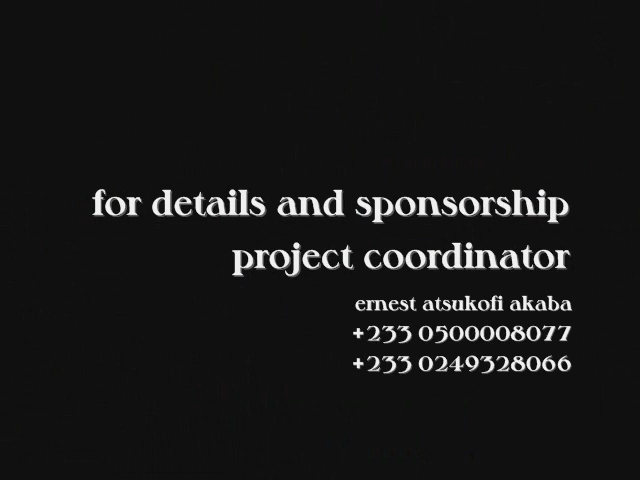 for details and sponsorship
project coordinator
ernest atsukofi akaba
+233 0500008077
+233 0249328066